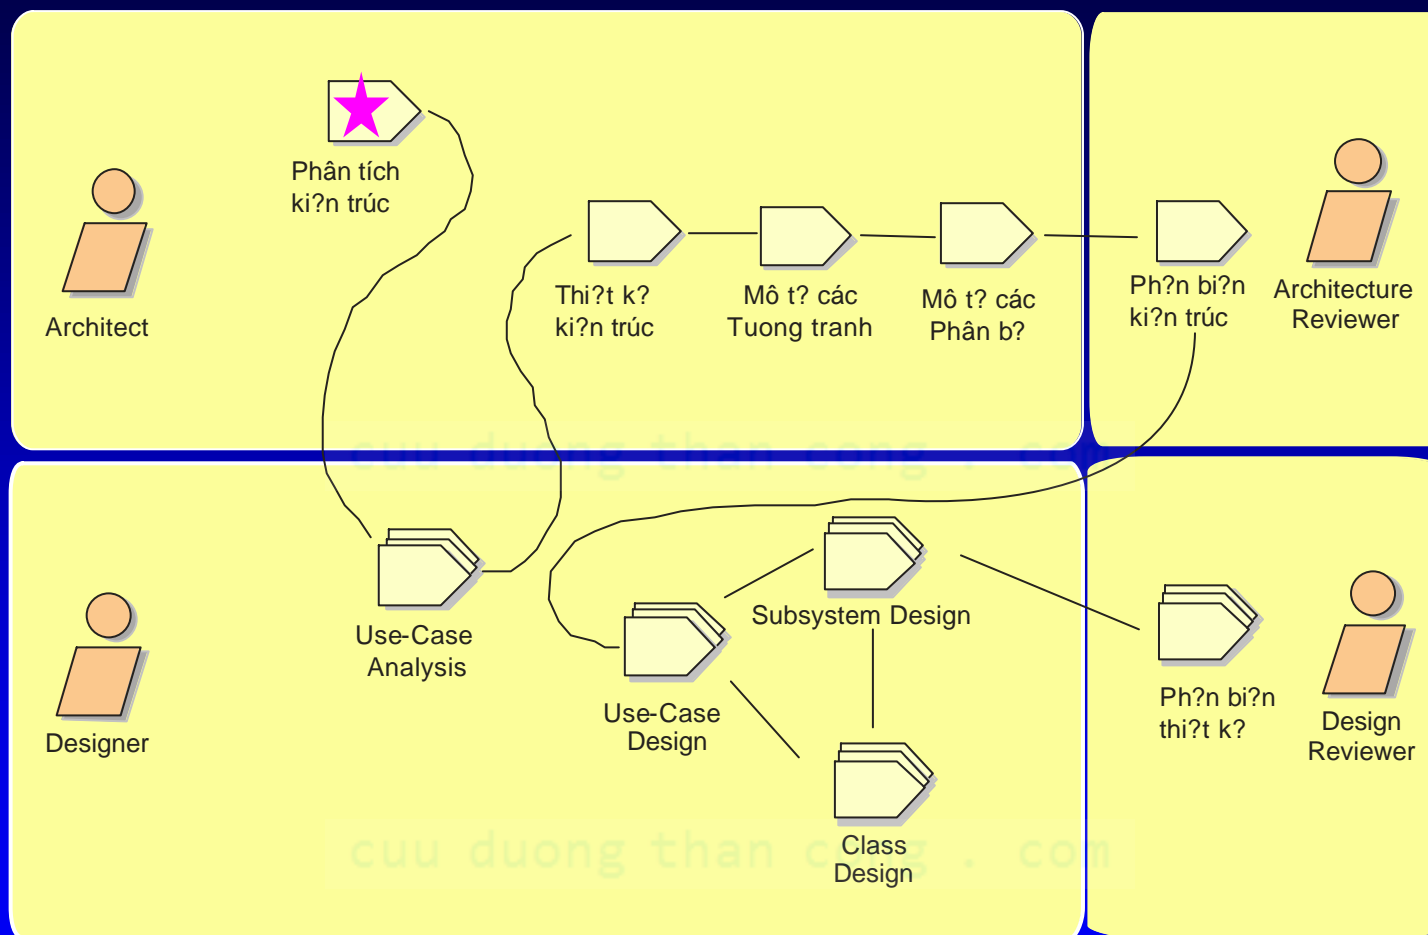 Phân tích
ki?n trúc
Architect
Thi?t k?
ki?n trúc
Mô t? các
Tuong tranh
Mô t? các
Phân b?
Ph?n bi?n
ki?n trúc
Architecture
Reviewer
cuu duong than cong . com
Use-Case
Analysis
Designer
Use-Case
Design
Subsystem Design
Class
Design
Ph?n bi?n
thi?t k?
Design
Reviewer
cuu duong than cong . com